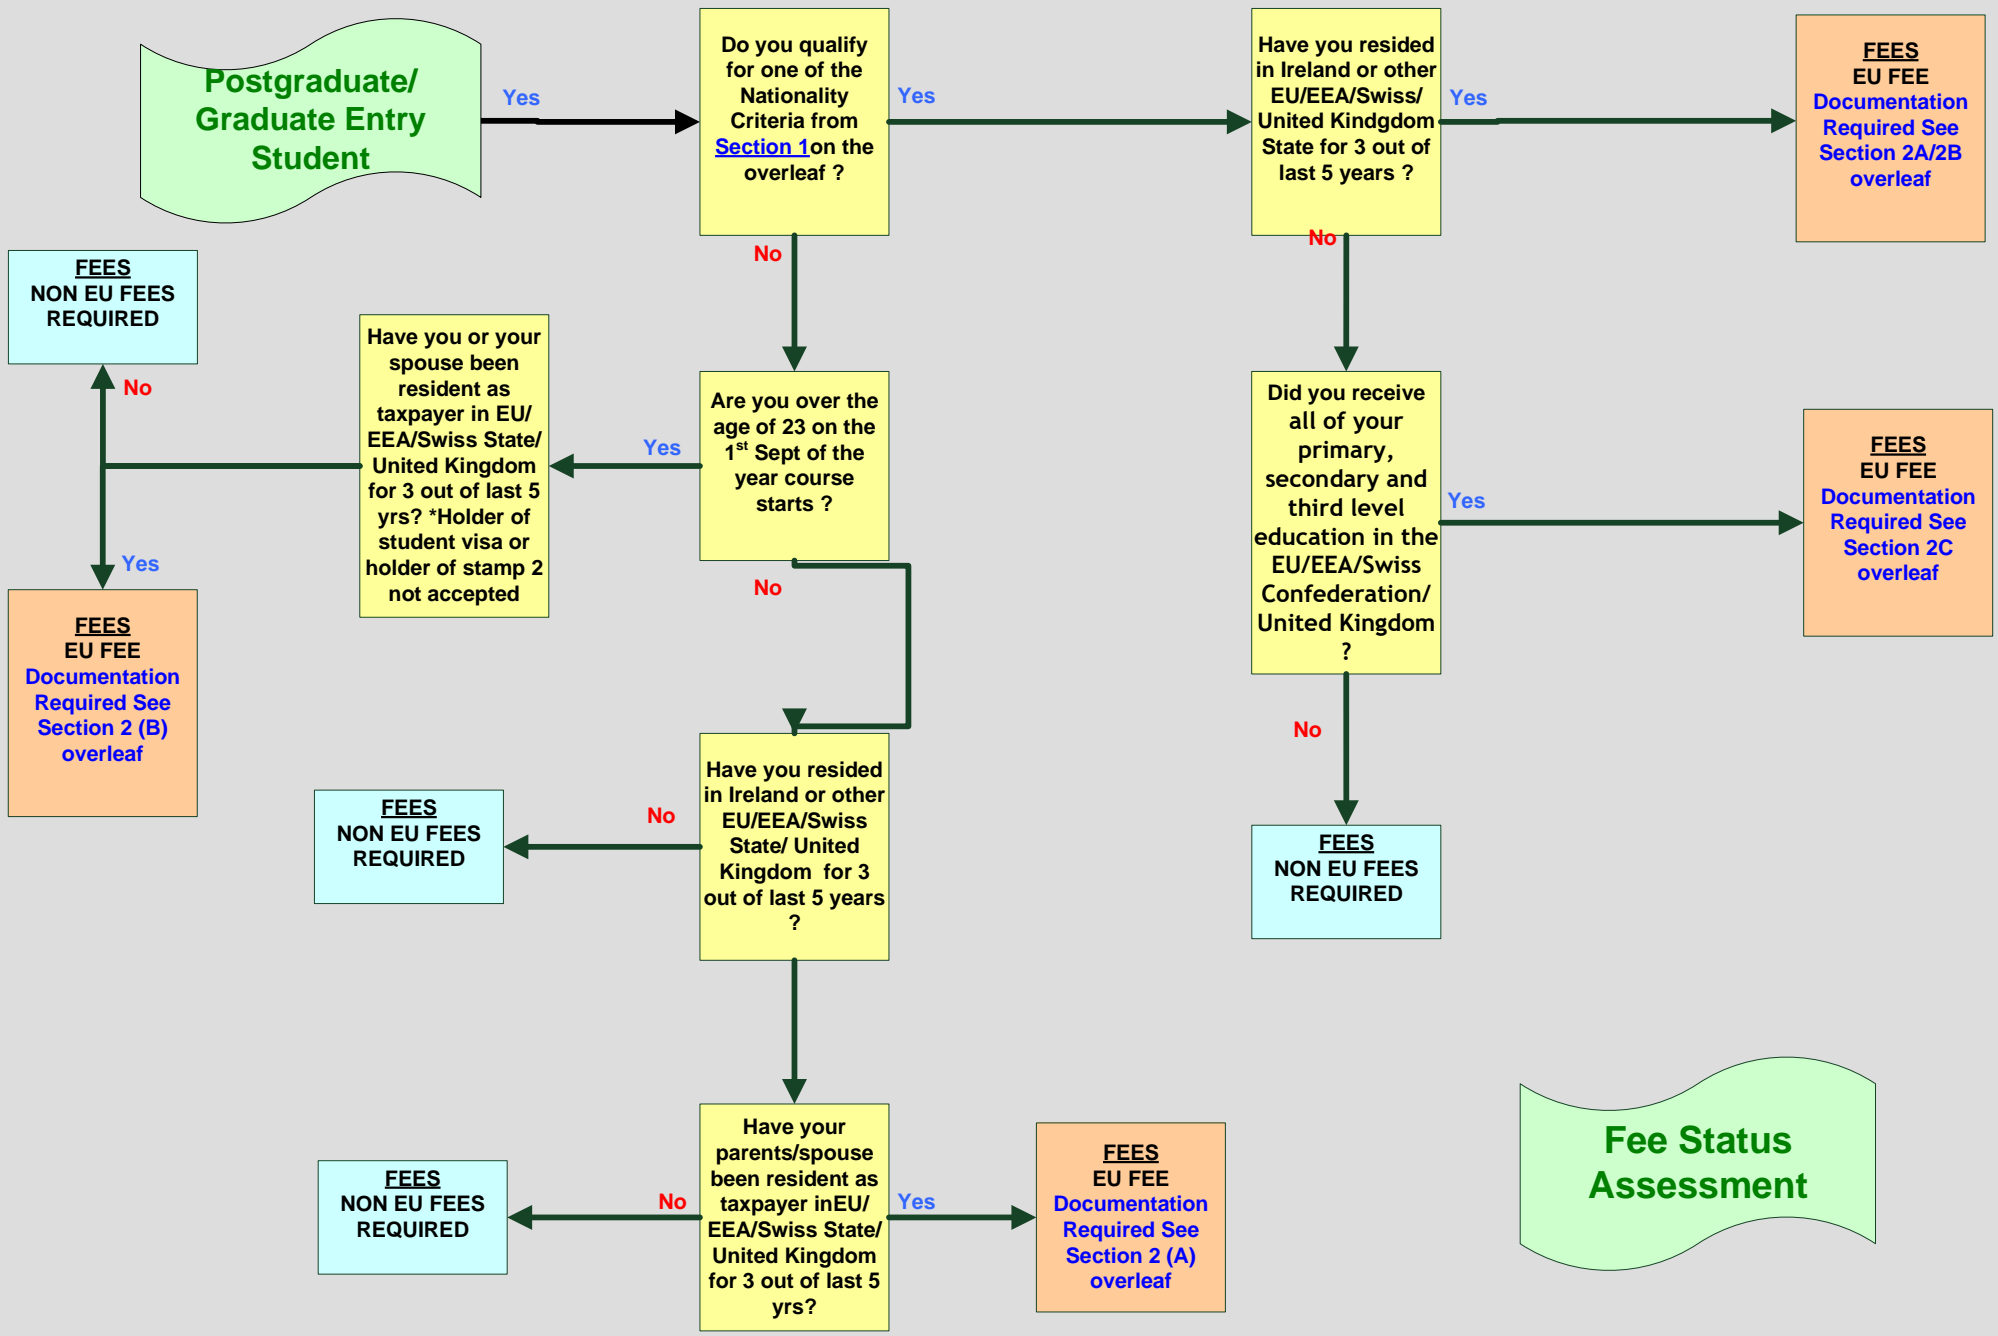 Postgraduate/
Graduate Entry
Student
Yes
Do you qualify
for one of the
Nationality
Criteria from
Section 1on the
overleaf ?
Yes
Have you resided
in Ireland or other
EU/EEA/Swiss/
United Kindgdom
State for 3 out of
last 5 years ?
Yes
FEES
EU FEE
Documentation
Required See
Section 2A/2B
overleaf
No
No
FEES
NON EU FEES
REQUIRED
No
Have you or your
spouse been
resident as
taxpayer in EU/
EEA/Swiss State/
United Kingdom
for 3 out of last 5
yrs? *Holder of
student visa or
holder of stamp 2
not accepted
Yes
Are you over the
age of 23 on the
1st Sept of the
year course
starts ?
Did you receive
all of your
primary,
secondary and
third level
education in the
EU/EEA/Swiss
Confederation/
United Kingdom
?
Yes
FEES
EU FEE
Documentation
Required See
Section 2C
overleaf
Yes
No
FEES
EU FEE
Documentation
Required See
Section 2 (B)
overleaf
No
Have you resided
in Ireland or other
EU/EEA/Swiss
State/ United
Kingdom for 3
out of last 5 years
?
No
FEES
NON EU FEES
REQUIRED
FEES
NON EU FEES
REQUIRED
Have your
parents/spouse
been resident as
taxpayer inEU/
EEA/Swiss State/
United Kingdom
for 3 out of last 5
yrs?
No
FEES
NON EU FEES
REQUIRED
Yes
FEES
EU FEE
Documentation
Required See
Section 2 (A)
overleaf
Fee Status
Assessment